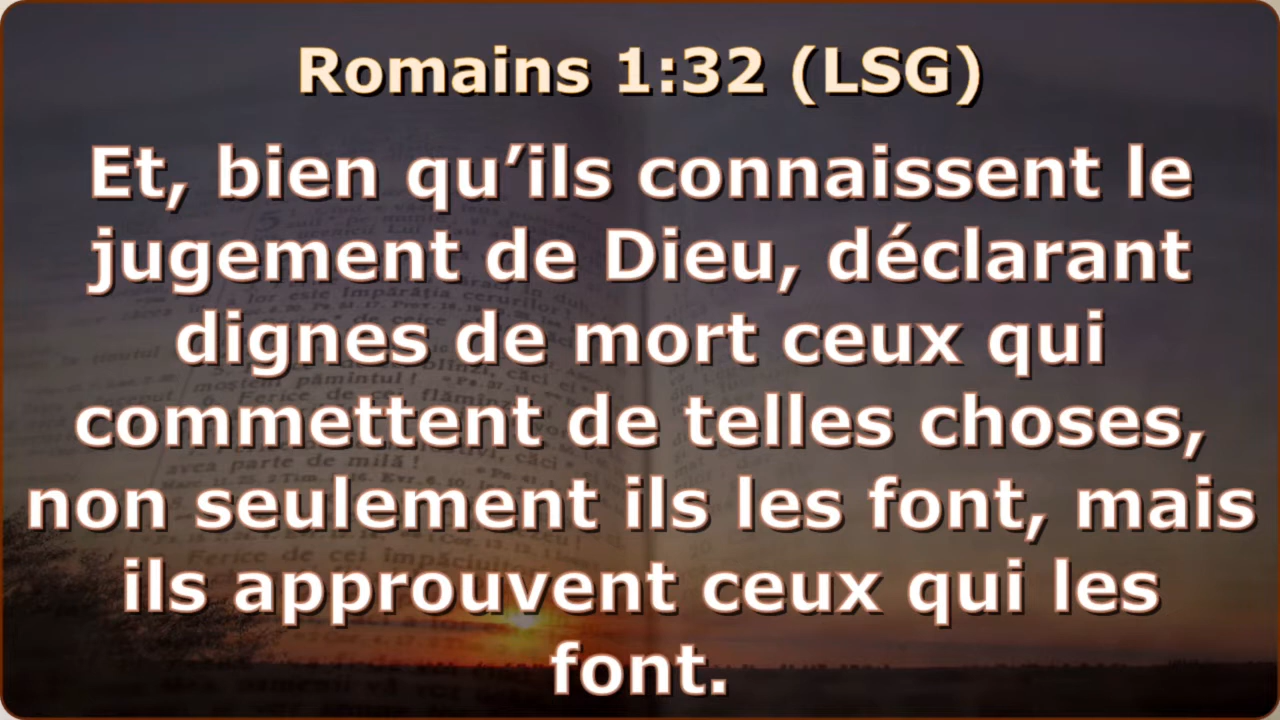 Romains 1:32 (LSG)
Et, bien qu’ils connaissent le
jugement de Dieu, déclarant
dignes de mort ceux qui
commettent de telles choses,
non seulement ils les font, mais
ils approuvent ceux qui les
font.